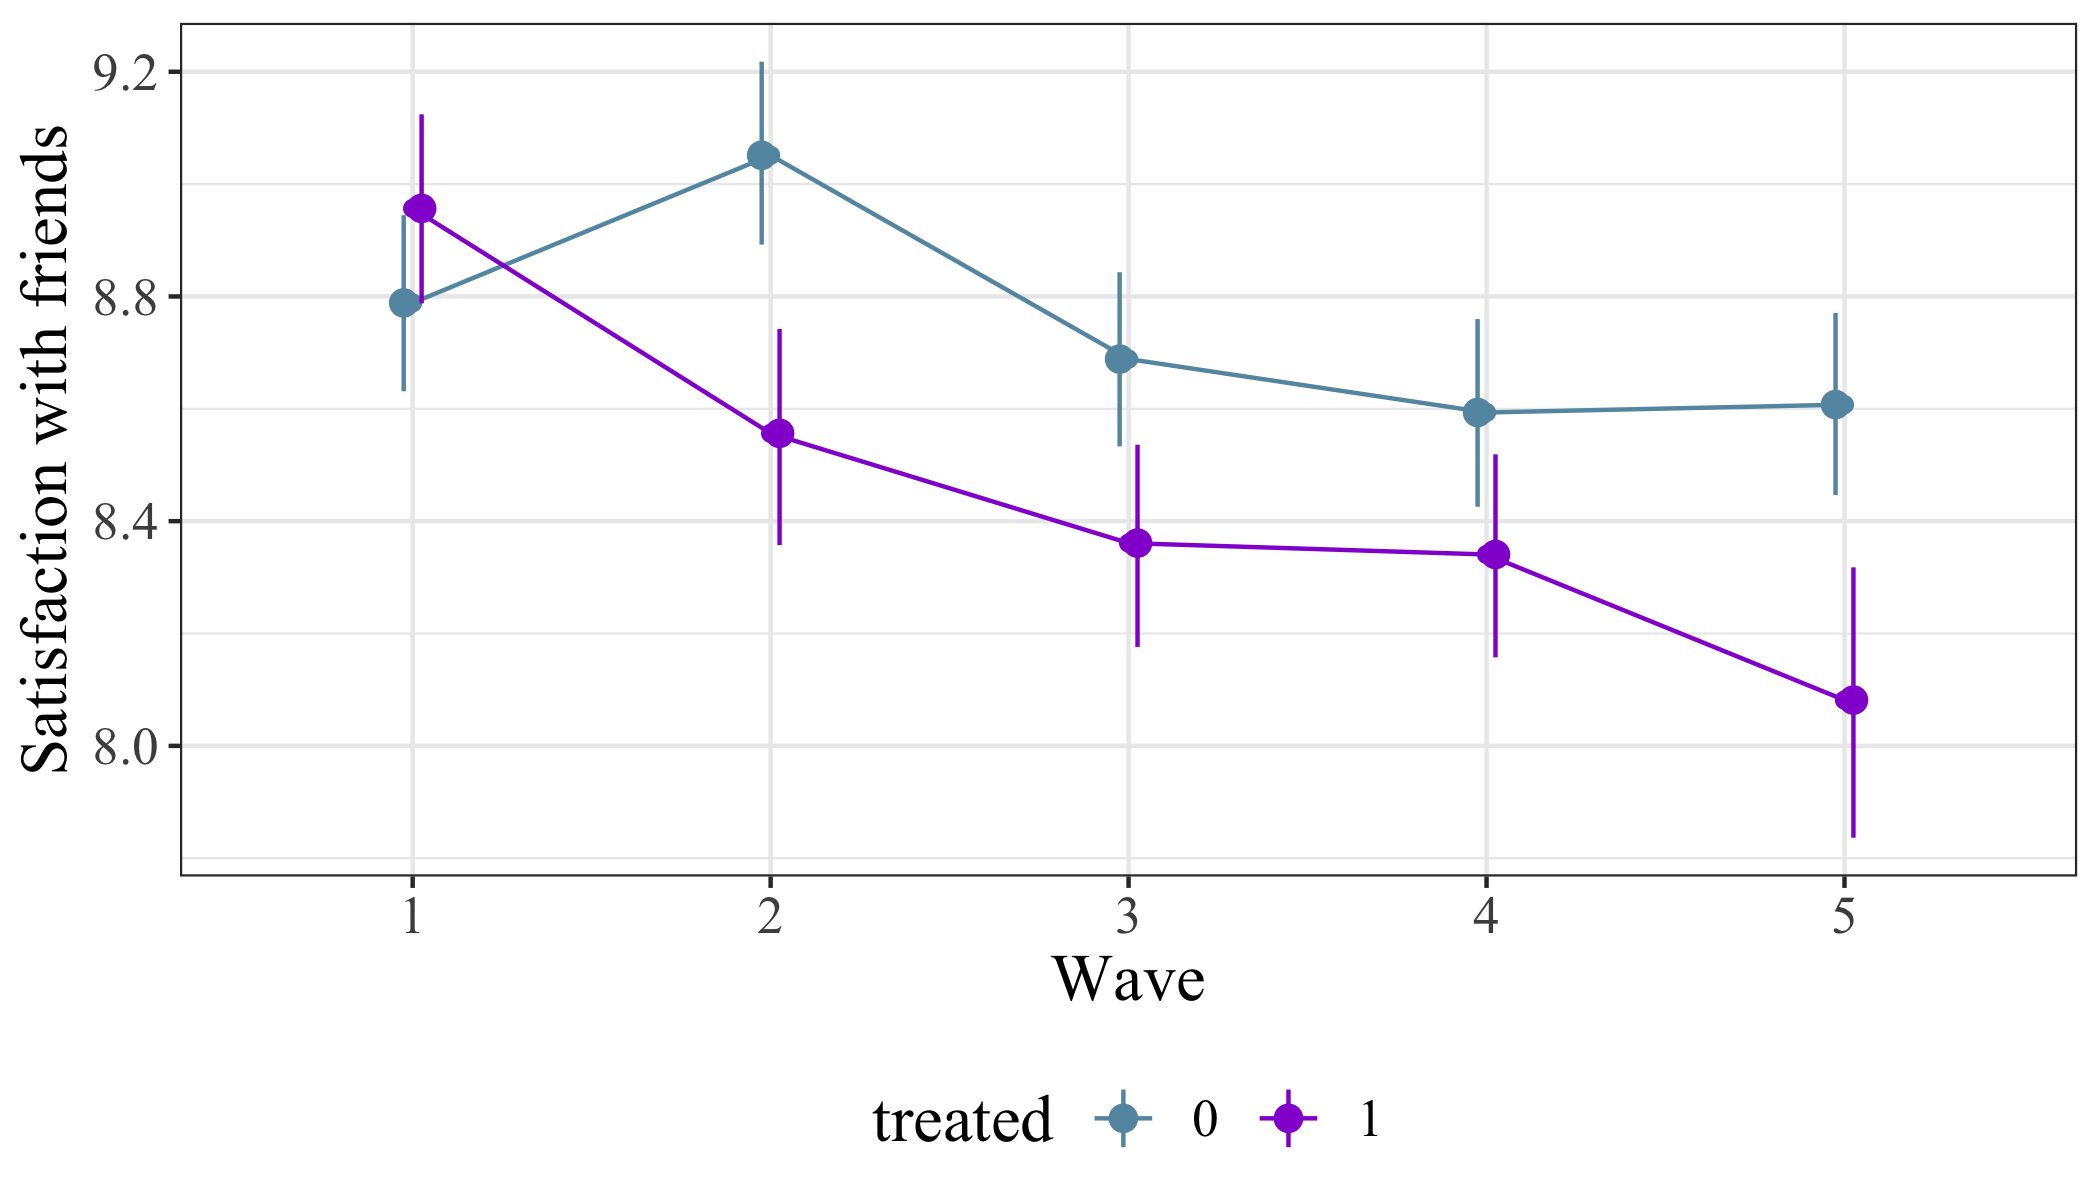 Satisfaction with friends
9.2
8.8
8.4
8.0
1 2 3 4 5
Wave
treated 0 1